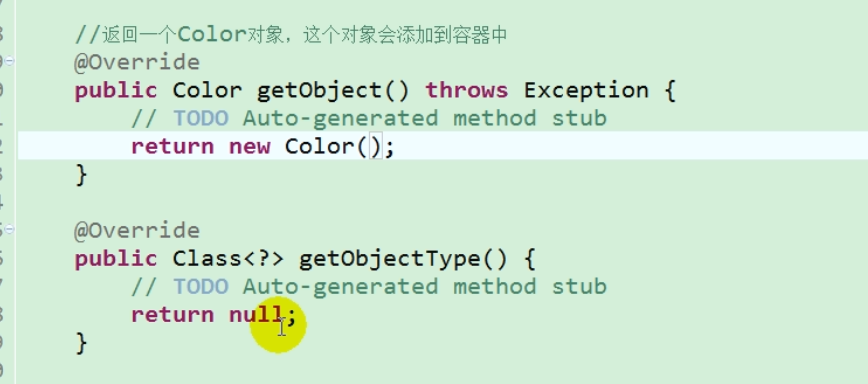 //返回一个Color对象，这个对象会添加到容器中
@Override
public Color getObject() throws Exception {
// TODO Auto-generated method stub
return new Color();
}
@Override
public Class<?> getObjectType() {
// TODO Auto-generated method stub
return null;
}